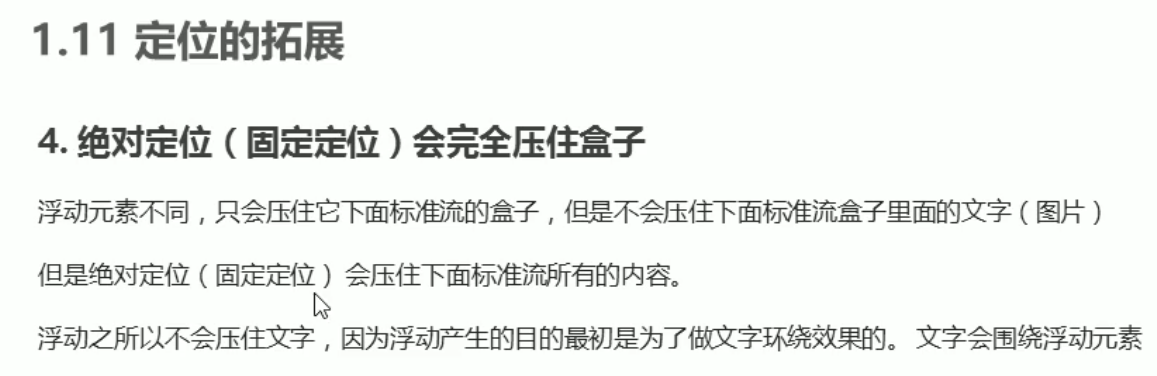 1.11 定位的拓展
4. 绝对定位（固定定位）会完全压住盒子
浮动元素不同，只会压住它下面标准流的盒子，但是不会压住下面标准流盒子里面的文字（图片）
但是绝对定位（固定定位） 会压住下面标准流所有的内容。
浮动之所以不会压住文字，因为浮动产生的目的最初是为了做文字环绕效果的。 文字会围绕浮动元素